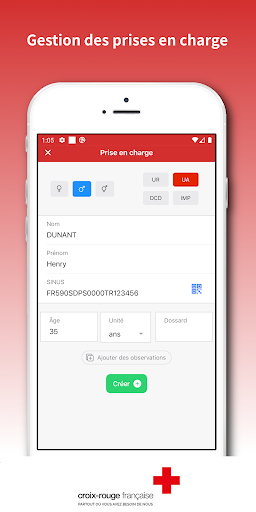 Gestion des prises en charge
1:05
Prise en charge
UR
UA
DCD
IMP
Nom
DUNANT
Prénom
Henry
SINUS
FR590SDPS0000TR123456
Âge
35
Unité
ans
Dossard
Ajouter des observations
Créer
croix-rouge française
PARTOUT OÙ VOUS AVEZ BESOIN DE NOUS